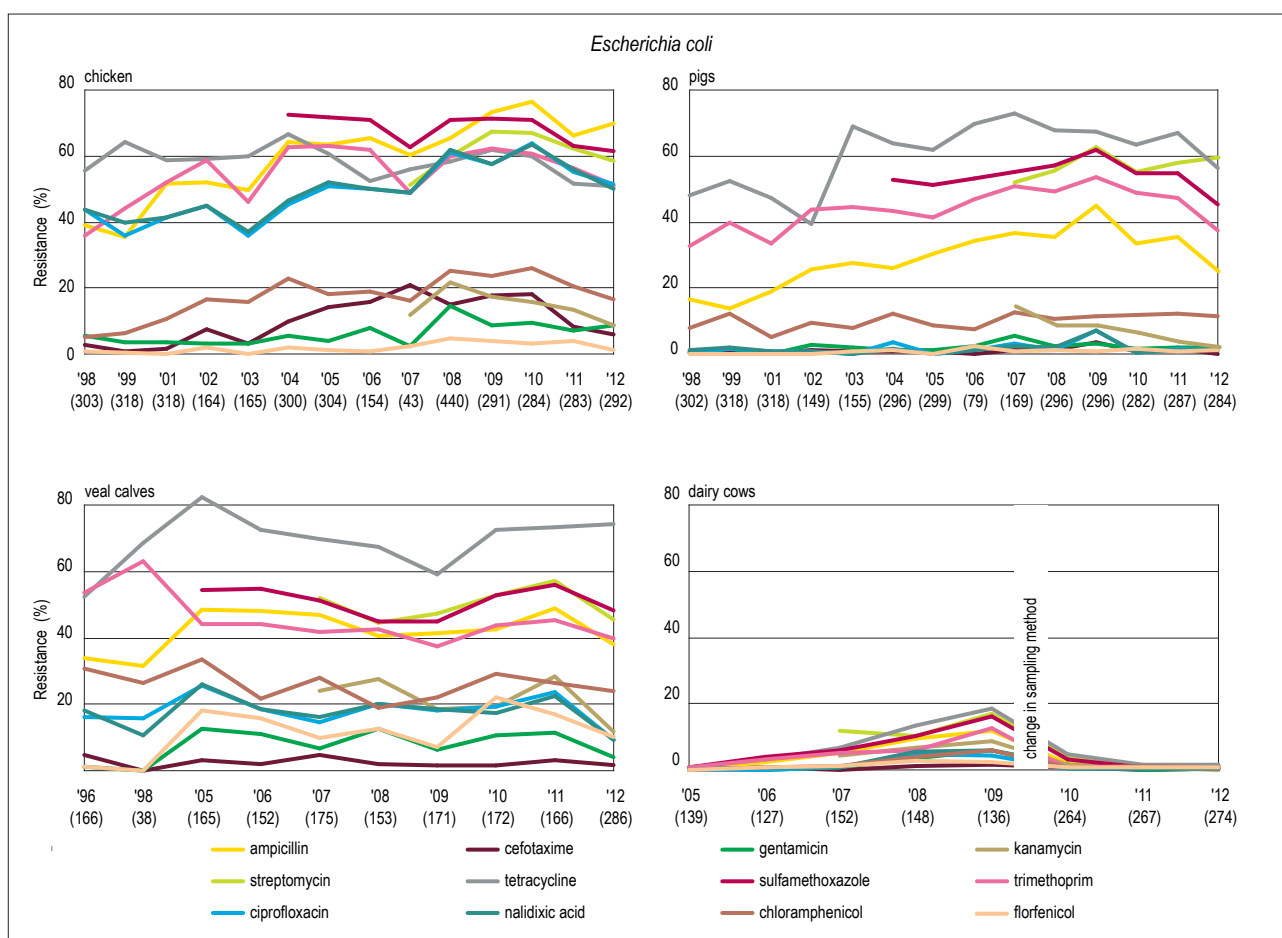 Escherichia coli
chicken
80
60
40
20
0
Resistance (%)
'98 '99 '01 '02 '03 '04 '05 '06 '07 '08 '09 '10 '11 '12
(303) (318) (318) (164) (165) (300) (304) (154) (43) (440) (291) (284) (283) (292)
pigs
80
60
40
20
0
'98 '99 '01 '02 '03 '04 '05 '06 '07 '08 '09 '10 '11 '12
(302) (318) (318) (149) (155) (296) (299) (79) (169) (296) (296) (282) (287) (284)
veal calves
80
60
40
20
Resistance (%)
'96 '98 '05 '06 '07 '08 '09 '10 '11 '12
(166) (38) (165) (152) (175) (153) (171) (172) (166) (286)
dairy cows
80
60
40
20
0
change in sampling method
'05 '06 '07 '08 '09 '10 '11 '12
(139) (127) (152) (148) (136) (264) (267) (274)
ampicillin cefotaxime gentamicin kanamycin
streptomycin tetracycline sulfamethoxazole trimethoprim
ciprofloxacin nalidixic acid chloramphenicol florfenicol